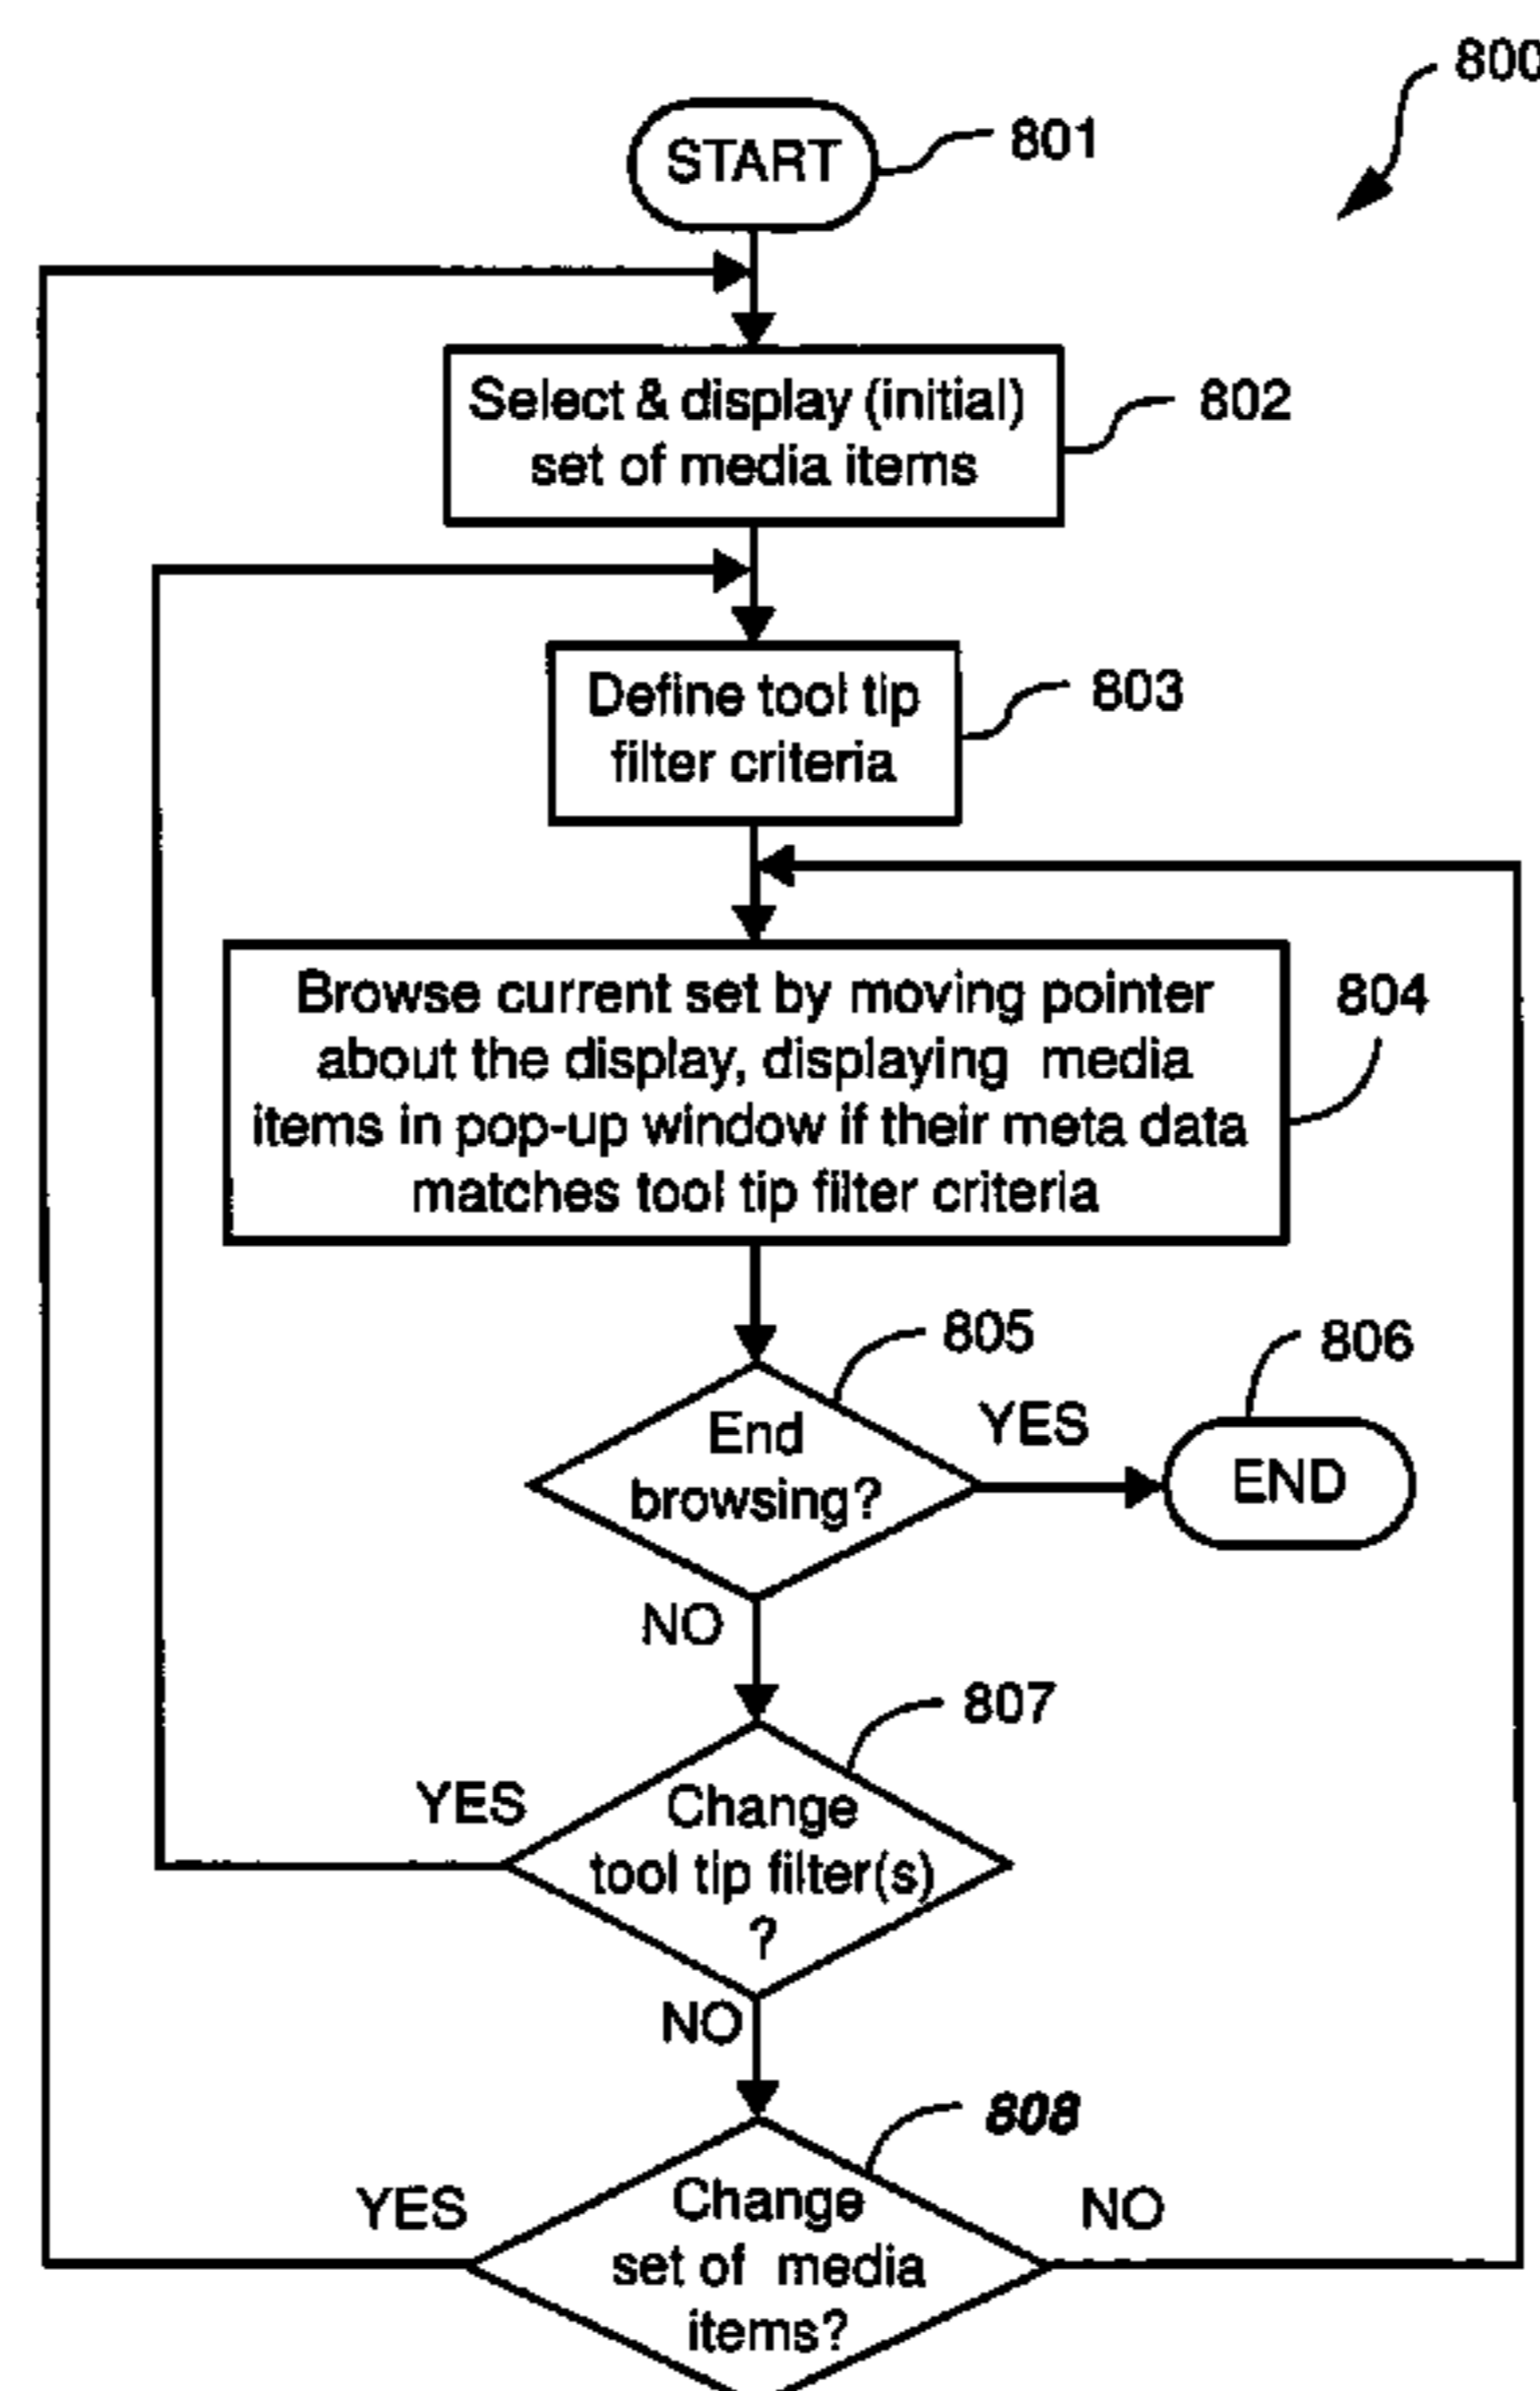 800
START
801
Select & display (initial)
set of media items
802
Define tool tip
filter criteria
803
Browse current set by moving pointer
about the display, displaying media
items in pop-up window if their meta data
matches tool tip filter criteria
804
End
browsing?
805
YES
END
806
NO
Change
tool tip filter(s)
?
807
YES
NO
Change
set of media
items?
808
YES
NO